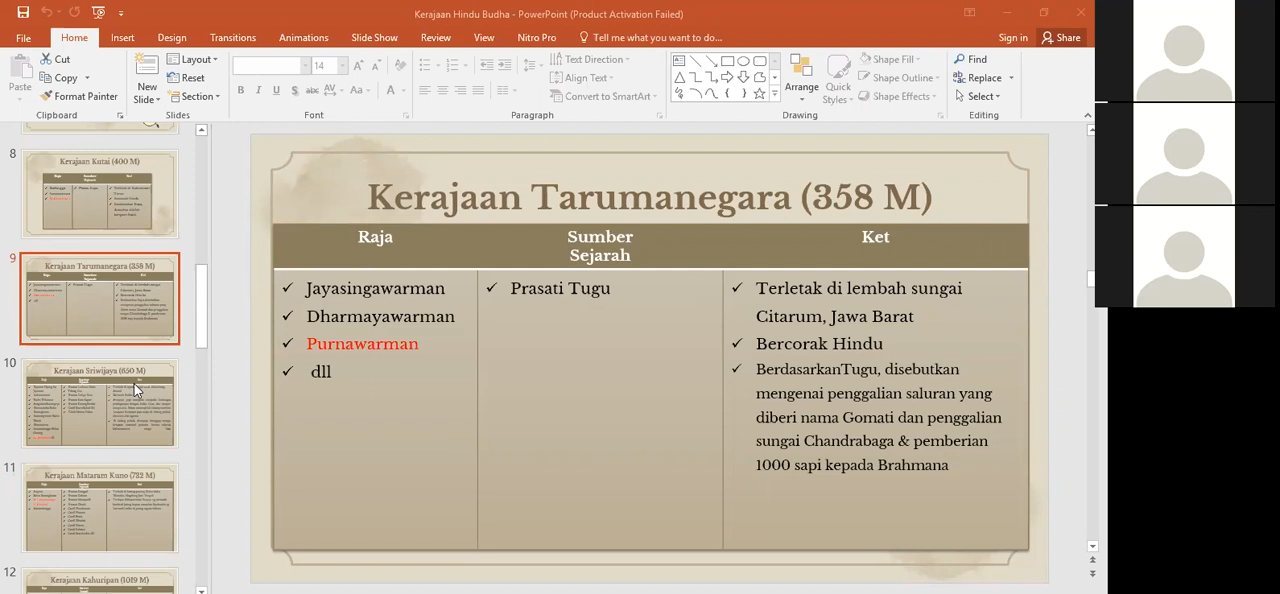 Kerajaan Hindu Budha - PowerPoint (Product Activation Failed)
File
Home
Insert
Design
Transitions
Animations
Slide Show
Review
View
Nitro Pro
Tell me what you want to do...
Sign in
Share
Paste
Cut
Copy
Format Painter
Clipboard
New
Slide
Layout
Reset
Section
Slides
14
B I U S abc AV Aa A
Font
Text Direction
Align Text
Convert to SmartArt
Paragraph
Arrange
Quick
Styles
Shape Fill
Shape Outline
Shape Effects
Drawing
Find
Replace
Select
Editing
8
Kerajaan Kutai (400 M)
9
Kerajaan Tarumanegara (358 M)
10
Kerajaan Sriwijaya (650 M)
11
Kerajaan Mataram Kuno (732 M)
12
Kerajaan Kahuripan (1019 M)
Kerajaan Tarumanegara (358 M)
Raja
Sumber
Sejarah
Ket
✓ Jayasingawarman
✓ Dharmayawarman
✓ Purnawarman
✓ dll
✓ Prasati Tugu
✓ Terletak di lembah sungai
Citarum, Jawa Barat
✓ Bercorak Hindu
✓ BerdasarkanTugu, disebutkan
mengenai penggalian saluran yang
diberi nama Gomati dan penggalian
sungai Chandrabaga & pemberian
1000 sapi kepada Brahmana